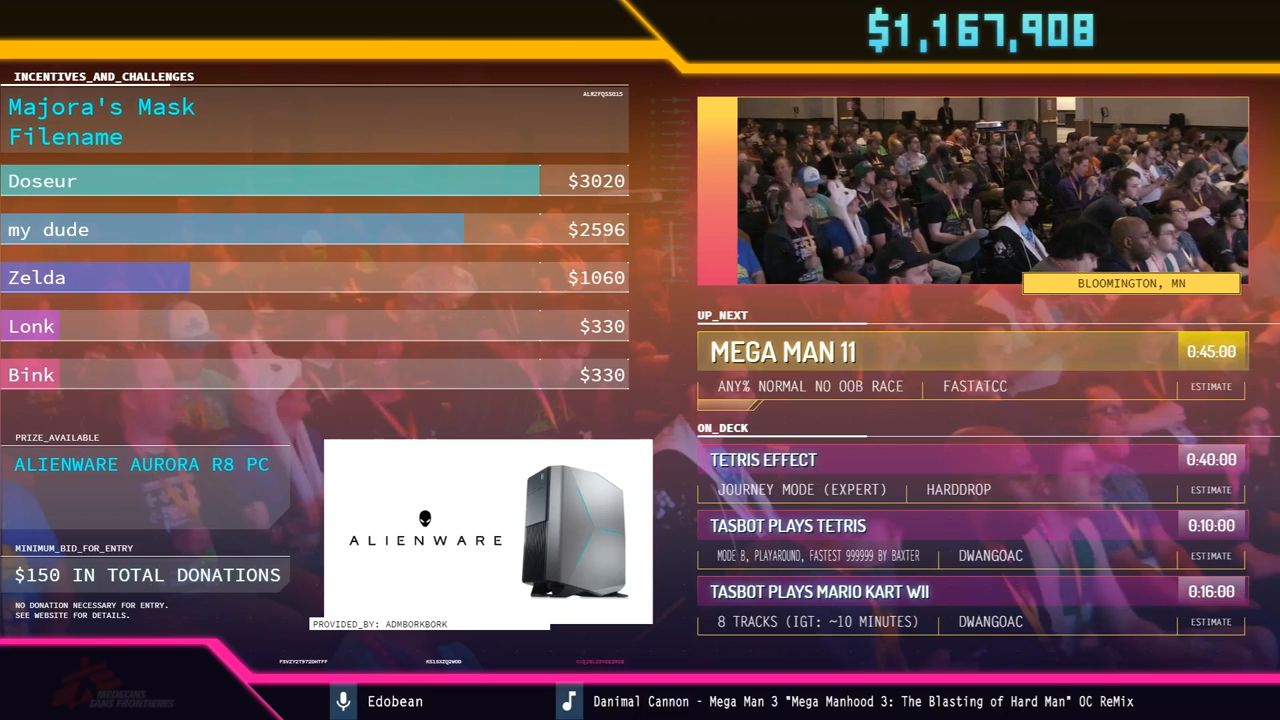 $1,167,908
INCENTIVES_AND_CHALLENGES
Majora's Mask
Filename
Doseur $3020
my dude $2596
Zelda $1060
Lonk $330
Bink $330
PRIZE_AVAILABLE
ALIENWARE AURORA R8 PC
MINIMUM_BID_FOR_ENTRY
$150 IN TOTAL DONATIONS
NO DONATION NECESSARY FOR ENTRY.
SEE WEBSITE FOR DETAILS.
ALIENWARE
PROVIDED_BY: ADMBORKBORK
BLOOMINGTON, MN
UP_NEXT
MEGA MAN 11 0:45:00
ANY% NORMAL NO OOB RACE FASTATCC ESTIMATE
ON_DECK
TETRIS EFFECT 0:40:00
JOURNEY MODE (EXPERT) HARDDROP ESTIMATE
TASBOT PLAYS TETRIS 0:10:00
MODE B, PLAYAROUND, FASTEST 999999 BY BAXTER DWANGOAC ESTIMATE
TASBOT PLAYS MARIO KART WII 0:16:00
8 TRACKS (IGT: ~10 MINUTES) DWANGOAC ESTIMATE
MEDECINS
SANS FRONTIERES
Edobean
Danimal Cannon - Mega Man 3 "Mega Manhood 3: The Blasting of Hard Man" OC ReMix